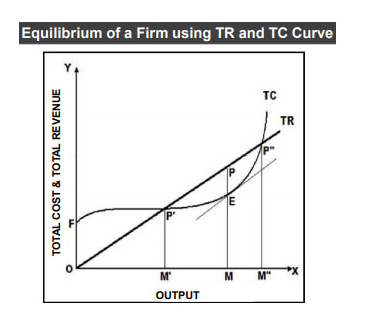 Equilibrium of a Firm using TR and TC Curve
Y
TC
TR
TOTAL COST & TOTAL REVENUE
P"
P
E
F
P'
O
M'
M
M"
X
OUTPUT